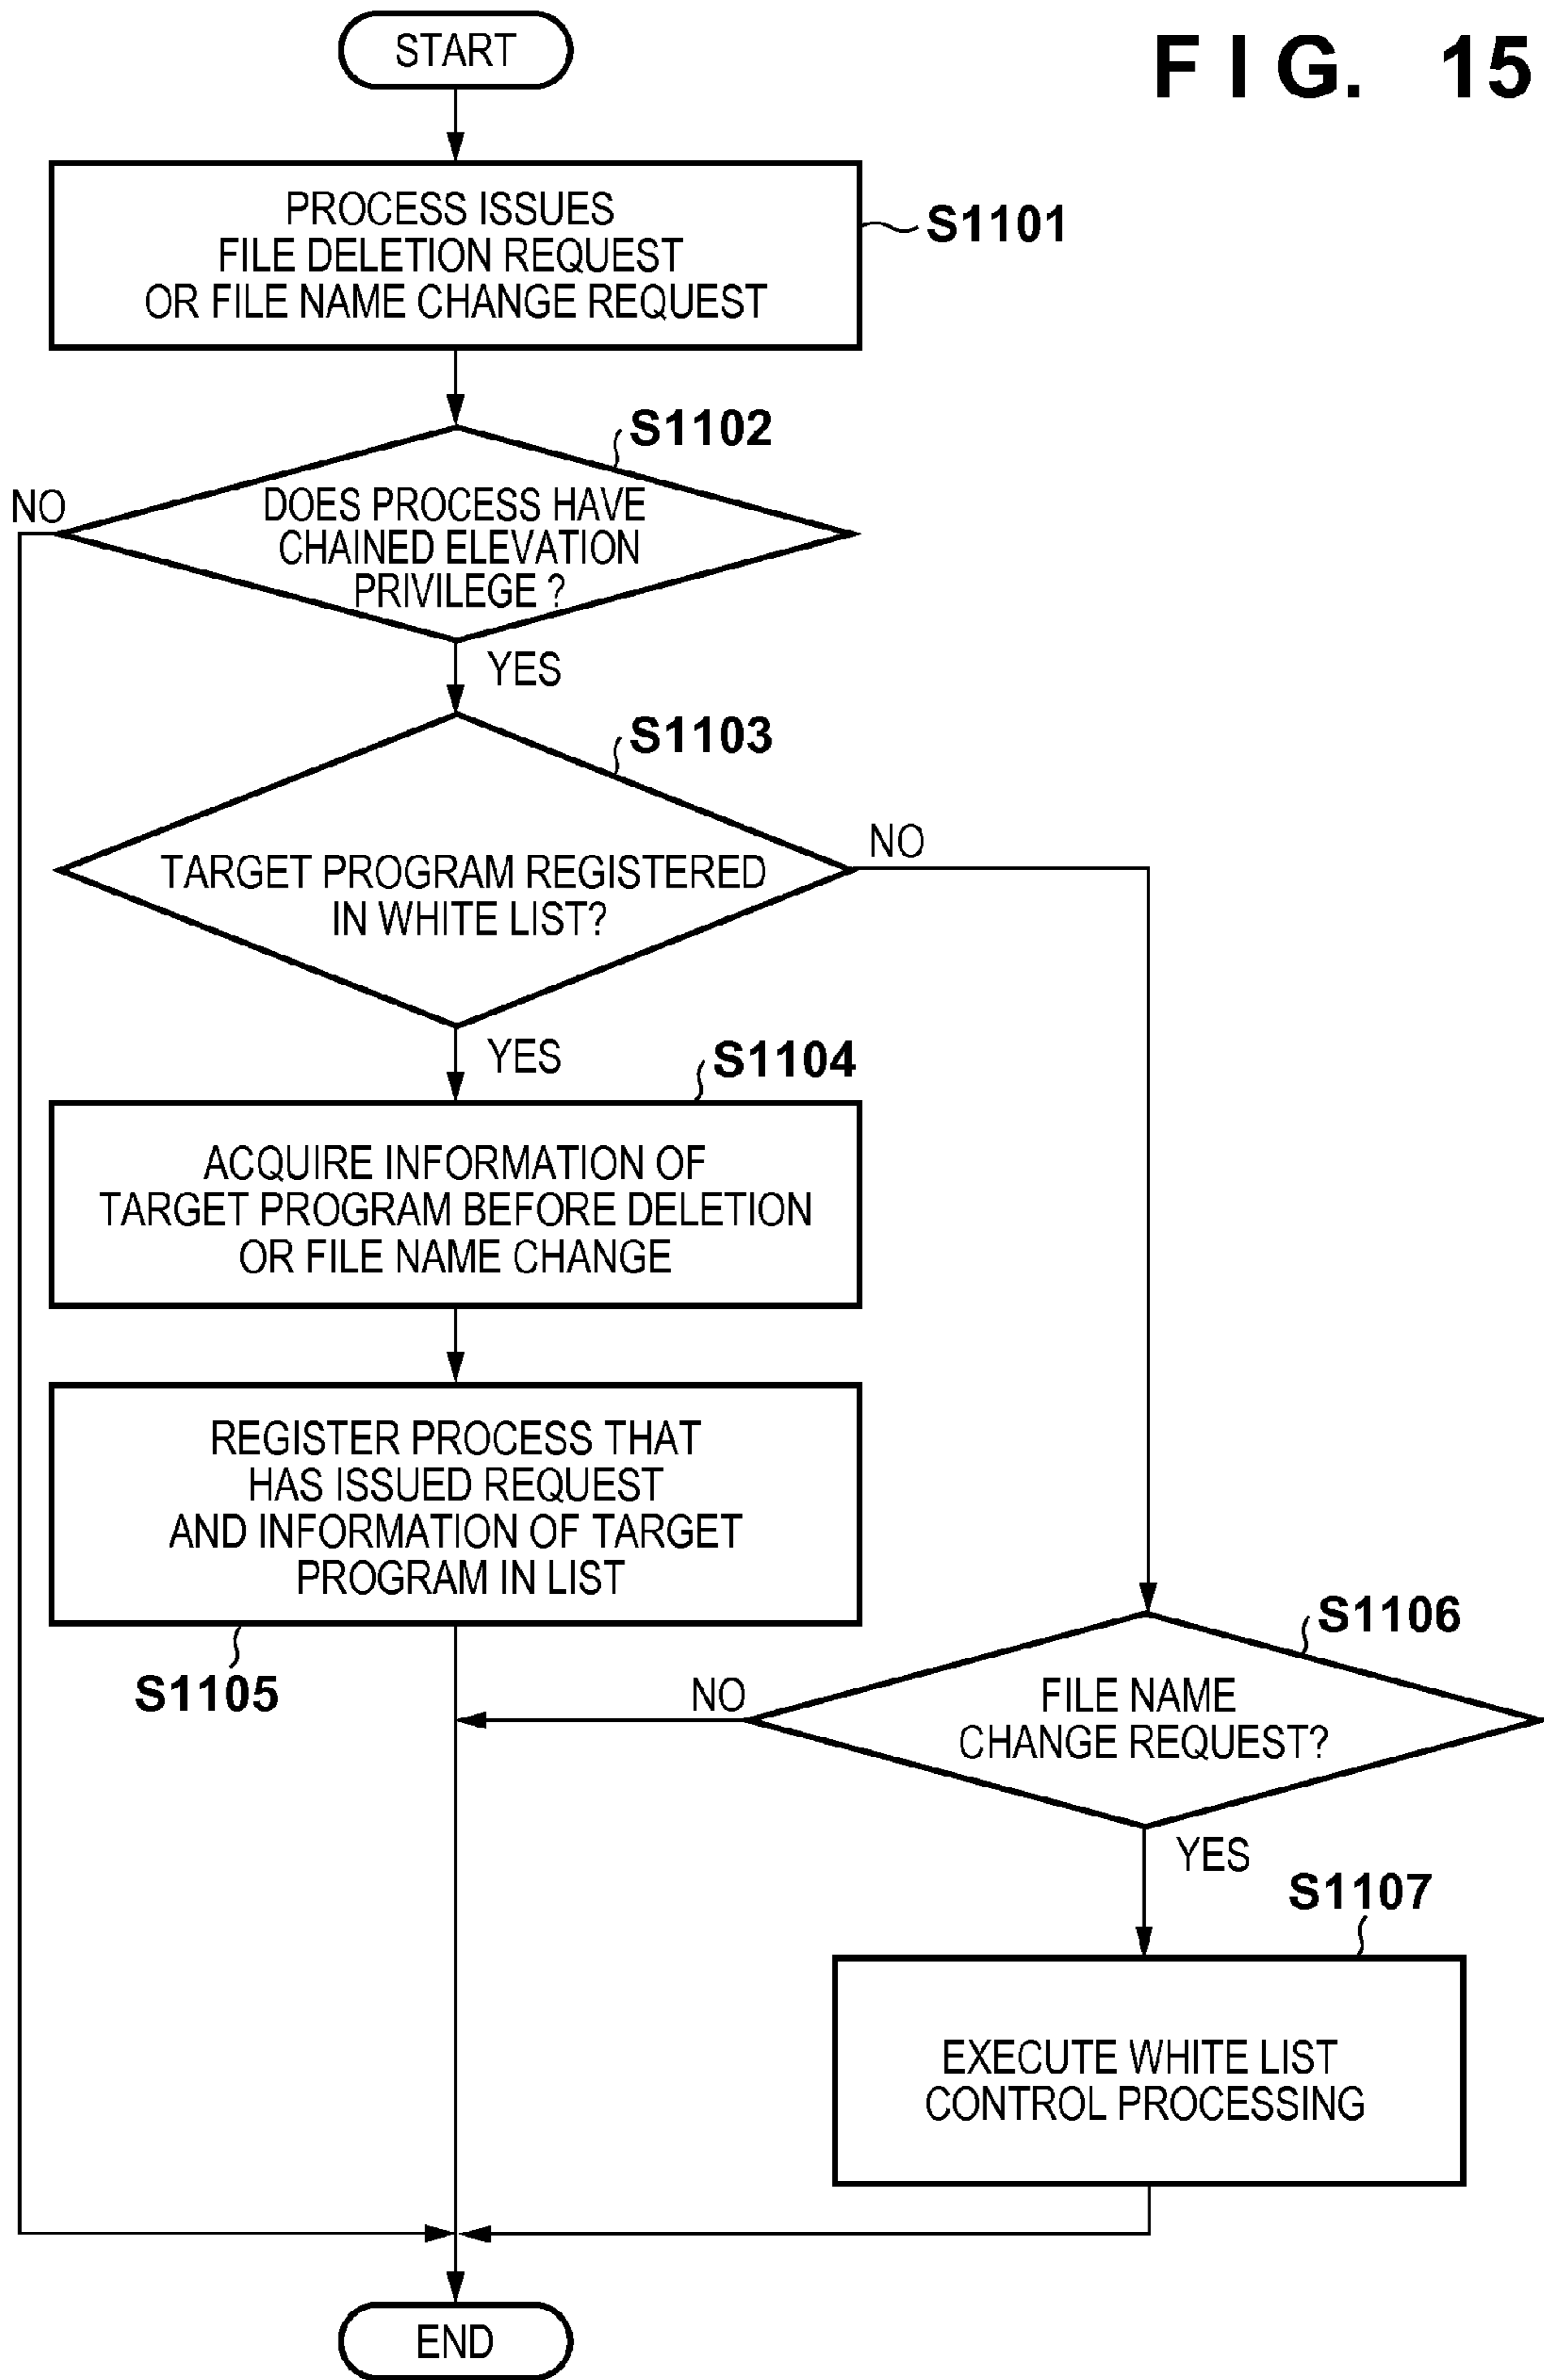 START
F I G. 15
PROCESS ISSUES
FILE DELETION REQUEST
OR FILE NAME CHANGE REQUEST
S1101
S1102
NO
DOES PROCESS HAVE
CHAINED ELEVATION
PRIVILEGE ?
YES
S1103
NO
TARGET PROGRAM REGISTERED
IN WHITE LIST?
YES
S1104
ACQUIRE INFORMATION OF
TARGET PROGRAM BEFORE DELETION
OR FILE NAME CHANGE
REGISTER PROCESS THAT
HAS ISSUED REQUEST
AND INFORMATION OF TARGET
PROGRAM IN LIST
S1105
S1106
NO
FILE NAME
CHANGE REQUEST?
YES
S1107
EXECUTE WHITE LIST
CONTROL PROCESSING
END